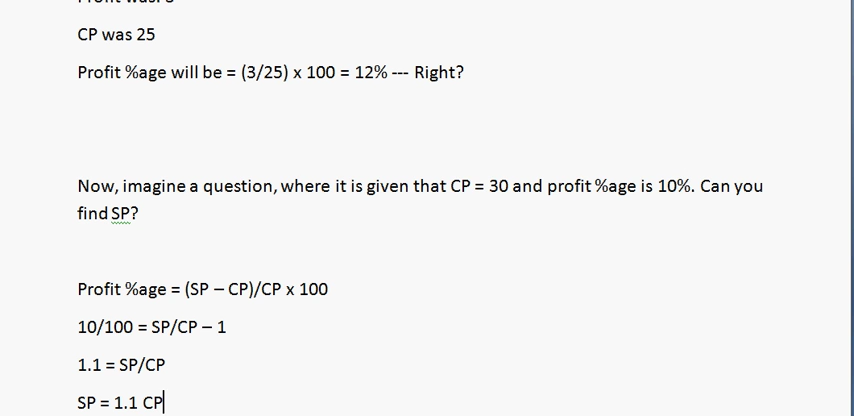 CP was 25
Profit %age will be = (3/25) x 100 = 12% --- Right?
Now, imagine a question, where it is given that CP = 30 and profit %age is 10%. Can you
find SP?
Profit %age = (SP – CP)/CP x 100
10/100 = SP/CP – 1
1.1 = SP/CP
SP = 1.1 CP